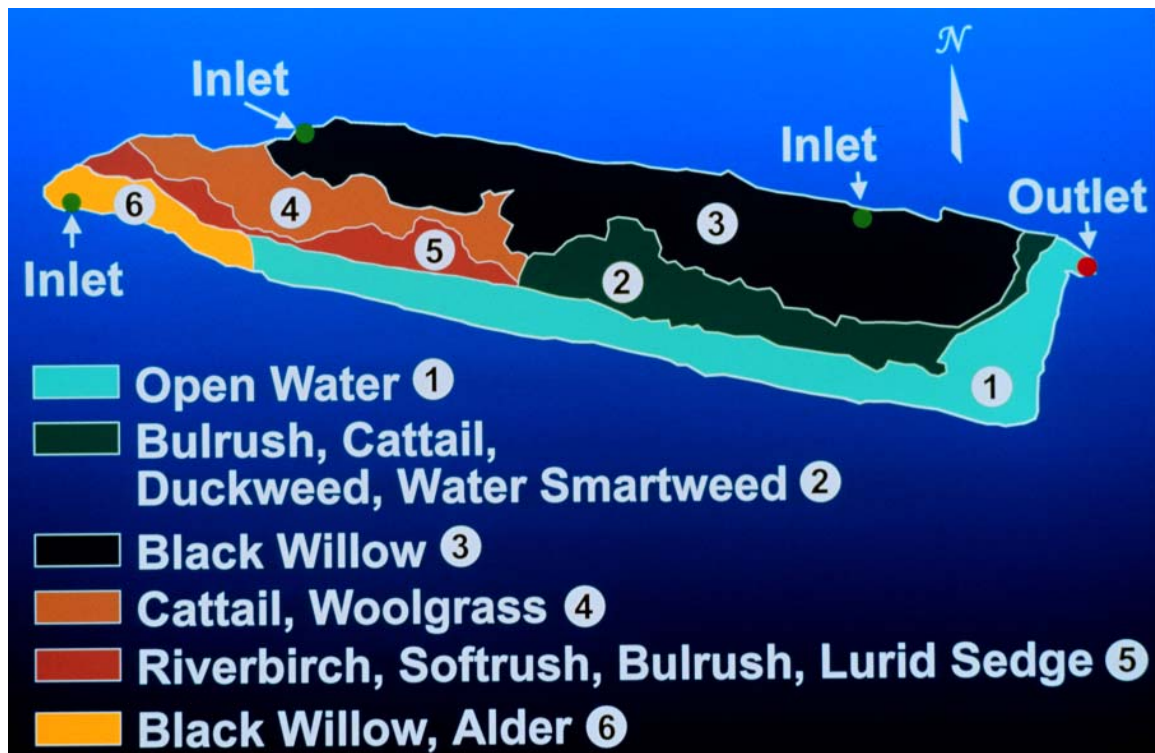 N
Inlet
Inlet
Outlet
3
6
4
5
2
Inlet
1
Open Water 1
Bulrush, Cattail,
Duckweed, Water Smartweed 2
Black Willow 3
Cattail, Woolgrass 4
Riverbirch, Softrush, Bulrush, Lurid Sedge 5
Black Willow, Alder 6